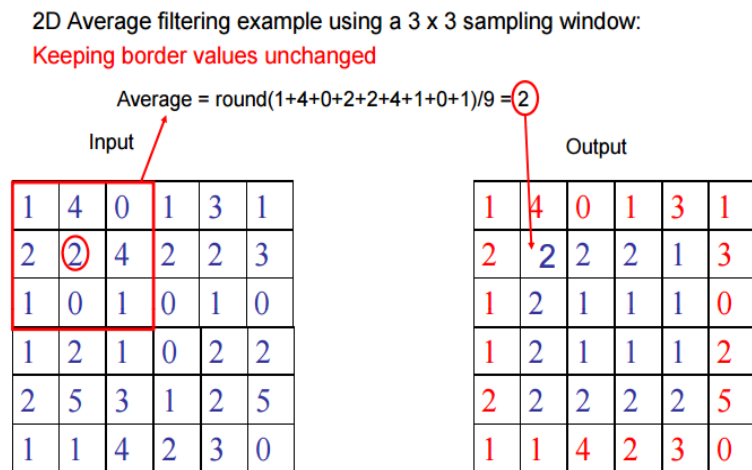 2D Average filtering example using a 3 x 3 sampling window:
Keeping border values unchanged
Average = round(1+4+0+2+2+4+1+0+1)/9 =2
Input
1 4 0 1 3 1
2 2 4 2 2 3
1 0 1 0 1 0
1 2 1 0 2 2
2 5 3 1 2 5
1 1 4 2 3 0
Output
1 4 0 1 3 1
2 2 2 2 1 3
1 2 1 1 1 0
1 2 1 1 1 2
2 2 2 2 2 5
1 1 4 2 3 0